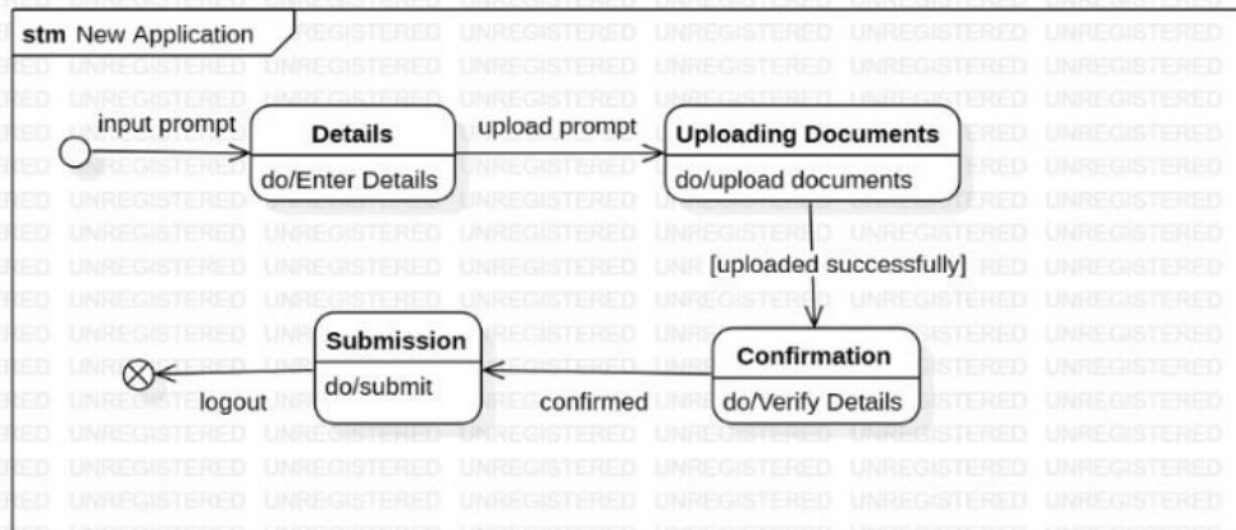 stm New Application
input prompt
Details
do/Enter Details
upload prompt
Uploading Documents
do/upload documents
[uploaded successfully]
Confirmation
do/Verify Details
confirmed
Submission
do/submit
logout
UNREGISTERED